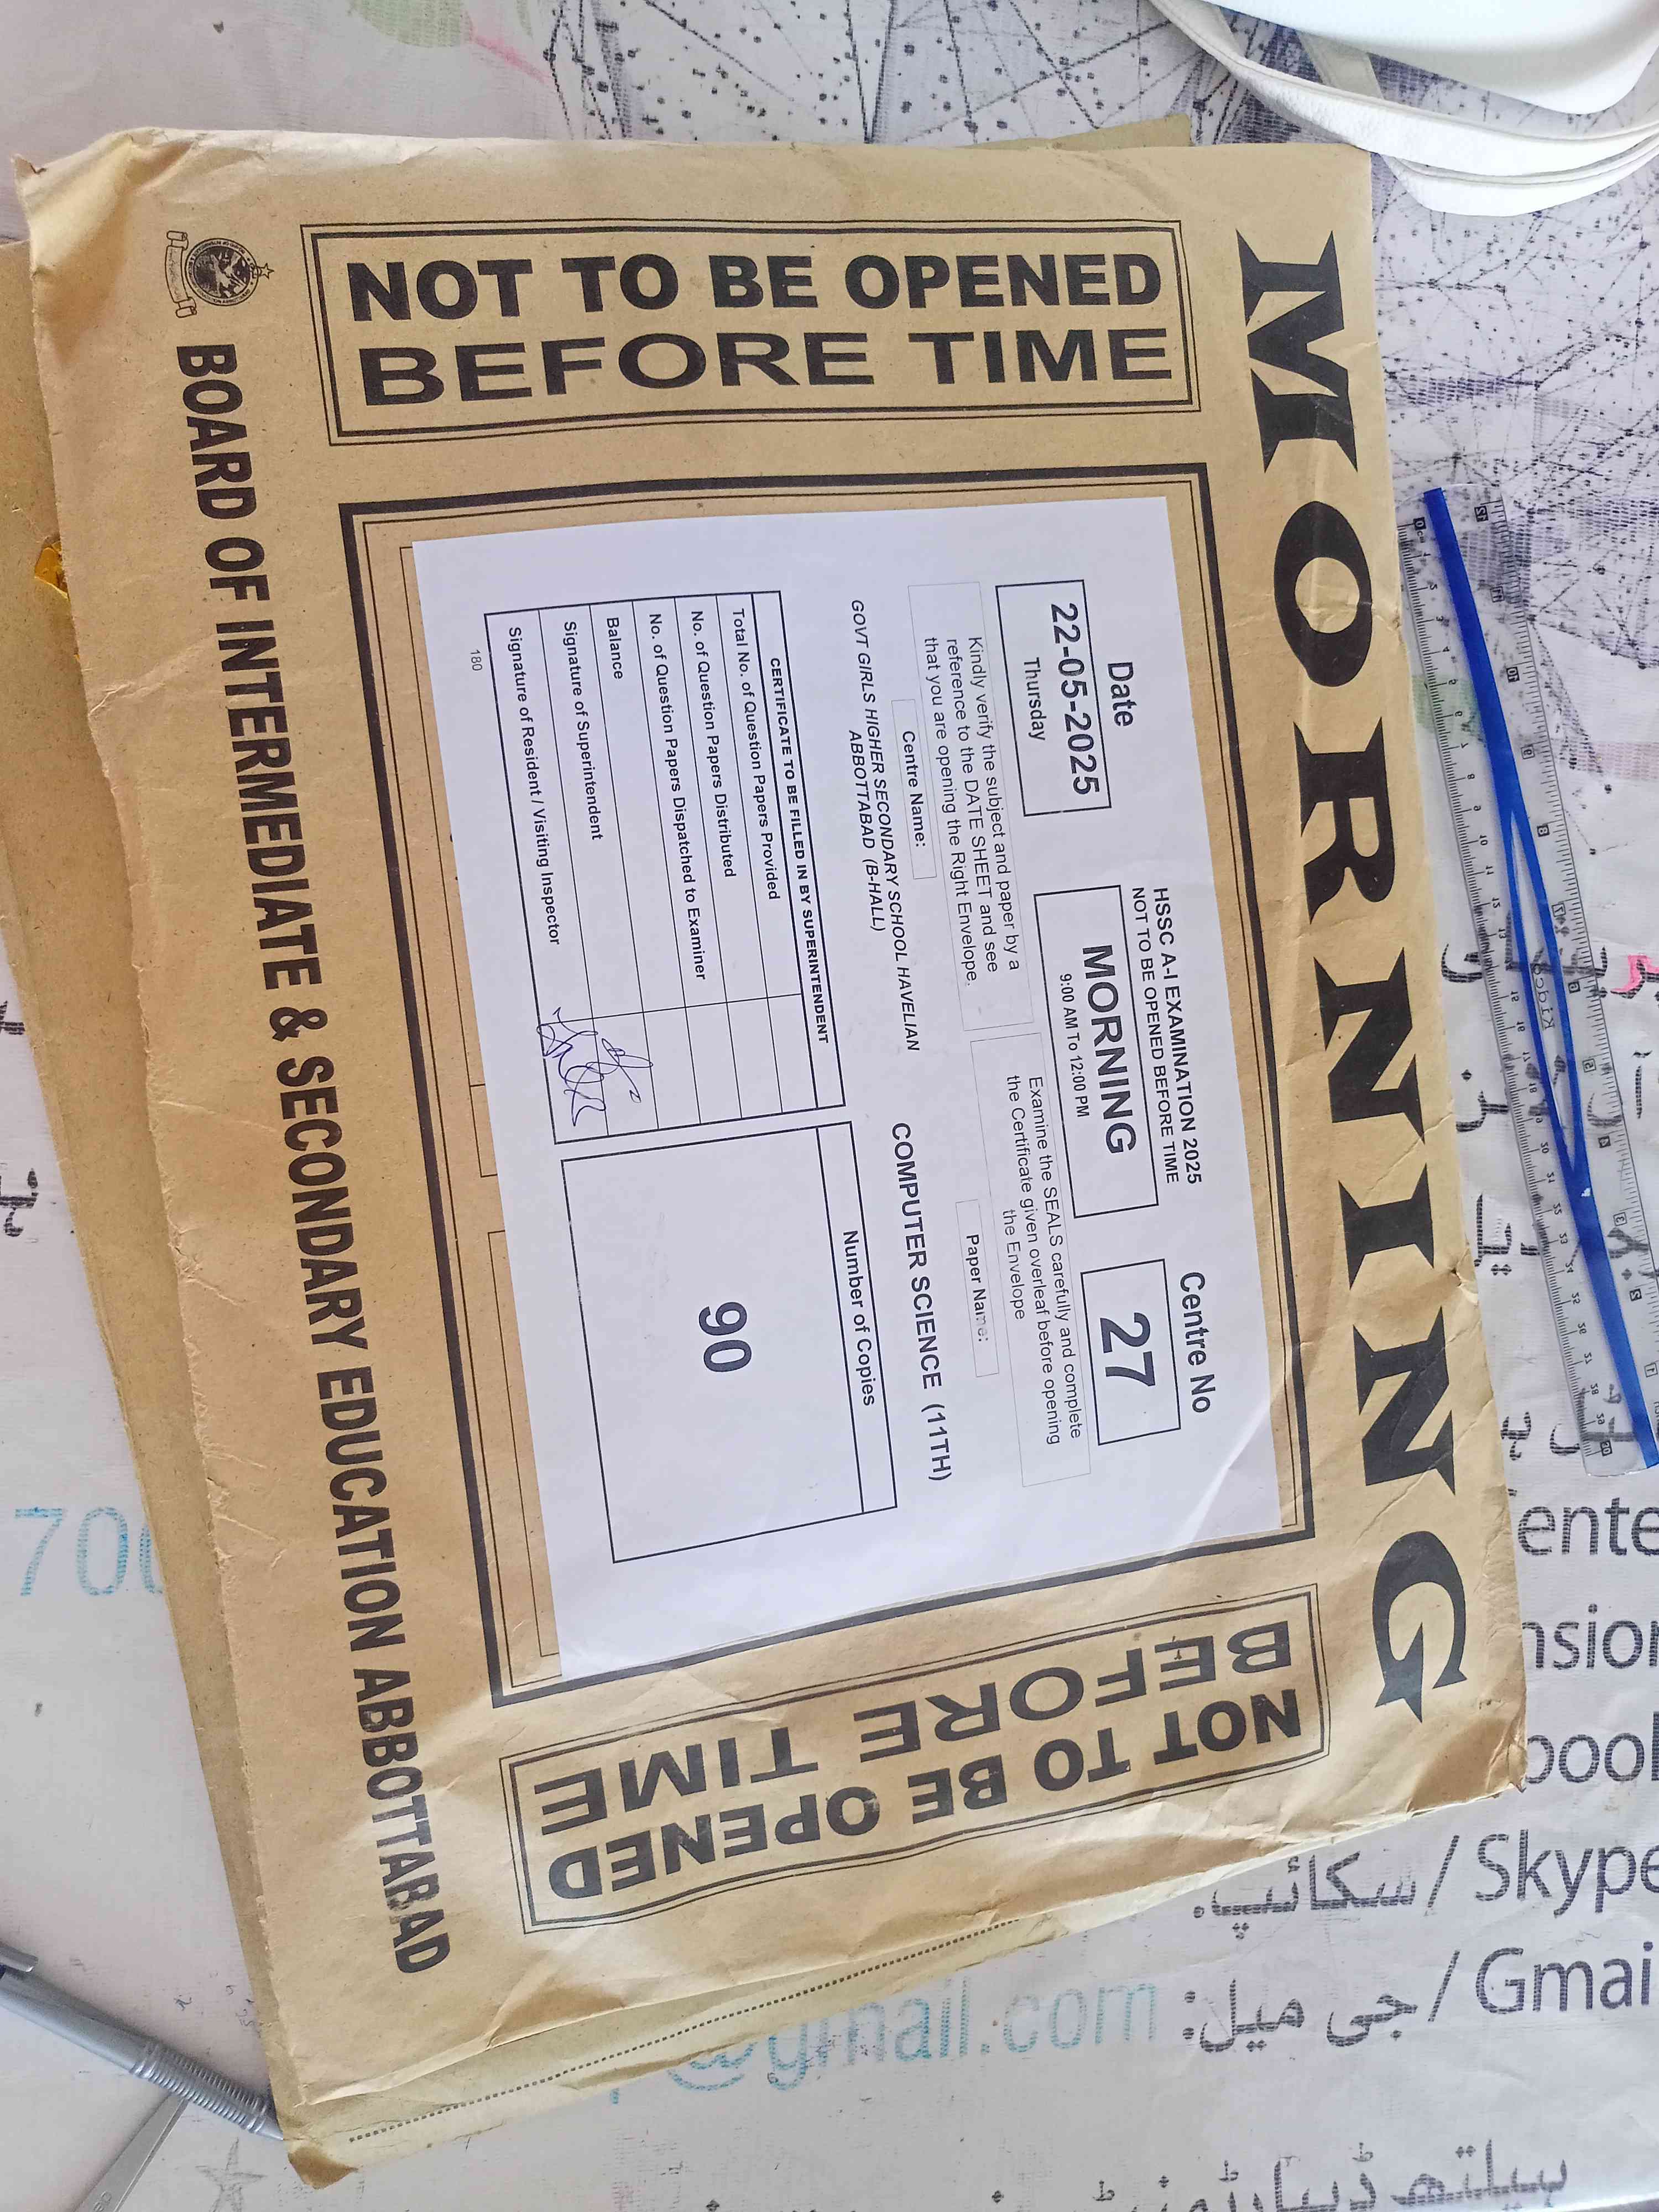 MORNING
NOT TO BE OPENED
BEFORE TIME
HSSC A-I EXAMINATION 2025
NOT TO BE OPENED BEFORE TIME
Date
22-05-2025
Thursday
MORNING
9:00 AM To 12:00 PM
Centre No
27
Kindly verify the subject and paper by a
reference to the DATE SHEET and see
that you are opening the Right Envelope.
Examine the SEALS carefully and complete
the Certificate given overleaf before opening
the Envelope
Centre Name:
GOVT GIRLS HIGHER SECONDARY SCHOOL HAVELIAN
ABBOTTABAD (B-HALL)
Paper Name:
COMPUTER SCIENCE (11TH)
CERTIFICATE TO BE FILLED IN BY SUPERINTENDENT
Total No. of Question Papers Provided
No. of Question Papers Distributed
No. of Question Papers Dispatched to Examiner
Balance
Signature of Superintendent
Signature of Resident / Visiting Inspector
180
Number of Copies
90
NOT TO BE OPENED
BEFORE TIME
BOARD OF INTERMEDIATE & SECONDARY EDUCATION ABBOTTABAD
Kidco
سکائپ / Skype
جی میل: / Gmai
@gmail.com
700